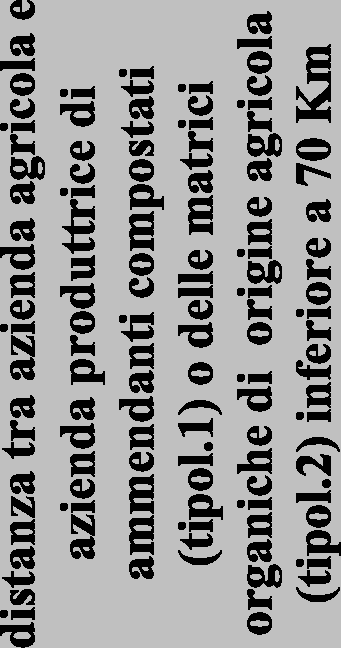 distanza tra azienda agricola e
azienda produttrice di
ammendanti compostati
(tipol.1) o delle matrici
organiche di origine agricola
(tipol.2) inferiore a 70 Km